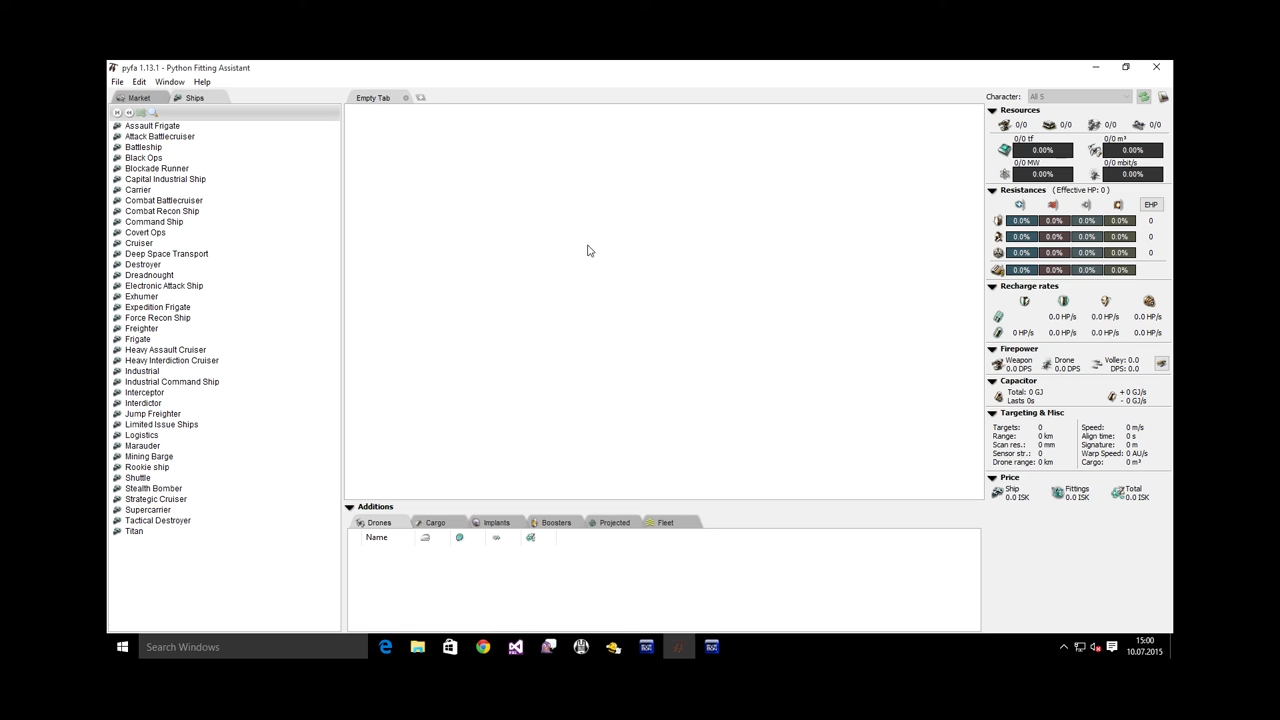 pyfa 1.13.1 - Python Fitting Assistant
File Edit Window Help
Market Ships
Assault Frigate
Attack Battlecruiser
Battleship
Black Ops
Blockade Runner
Capital Industrial Ship
Carrier
Combat Battlecruiser
Combat Recon Ship
Command Ship
Covert Ops
Cruiser
Deep Space Transport
Destroyer
Dreadnought
Electronic Attack Ship
Exhumer
Expedition Frigate
Force Recon Ship
Freighter
Frigate
Heavy Assault Cruiser
Heavy Interdiction Cruiser
Industrial
Industrial Command Ship
Interceptor
Interdictor
Jump Freighter
Limited Issue Ships
Logistics
Marauder
Mining Barge
Rookie ship
Shuttle
Stealth Bomber
Strategic Cruiser
Supercarrier
Tactical Destroyer
Titan
Empty Tab
Additions
Drones Cargo Implants Boosters Projected Fleet
Name
Character: All 5
Resources
0/0 0/0 0/0 0/0
0/0 tf 0/0 m³
0.00% 0.00%
0/0 MW 0/0 mbit/s
0.00% 0.00%
Resistances (Effective HP: 0 )
EHP
0.0% 0.0% 0.0% 0.0% 0
0.0% 0.0% 0.0% 0.0% 0
0.0% 0.0% 0.0% 0.0% 0
0.0% 0.0% 0.0% 0.0%
Recharge rates
0.0 HP/s 0.0 HP/s 0.0 HP/s
0 HP/s 0.0 HP/s 0.0 HP/s 0.0 HP/s
Firepower
Weapon Drone Volley: 0.0
0.0 DPS 0.0 DPS DPS: 0.0
Capacitor
Total: 0 GJ + 0 GJ/s
Lasts 0s - 0 GJ/s
Targeting & Misc
Targets: 0 Speed: 0 m/s
Range: 0 km Align time: 0 s
Scan res.: 0 mm Signature: 0 m
Sensor str.: 0 Warp Speed: 0 AU/s
Drone range: 0 km Cargo: 0 m³
Price
Ship Fittings Total
0.0 ISK 0.0 ISK 0.0 ISK
Search Windows
15:00
10.07.2015